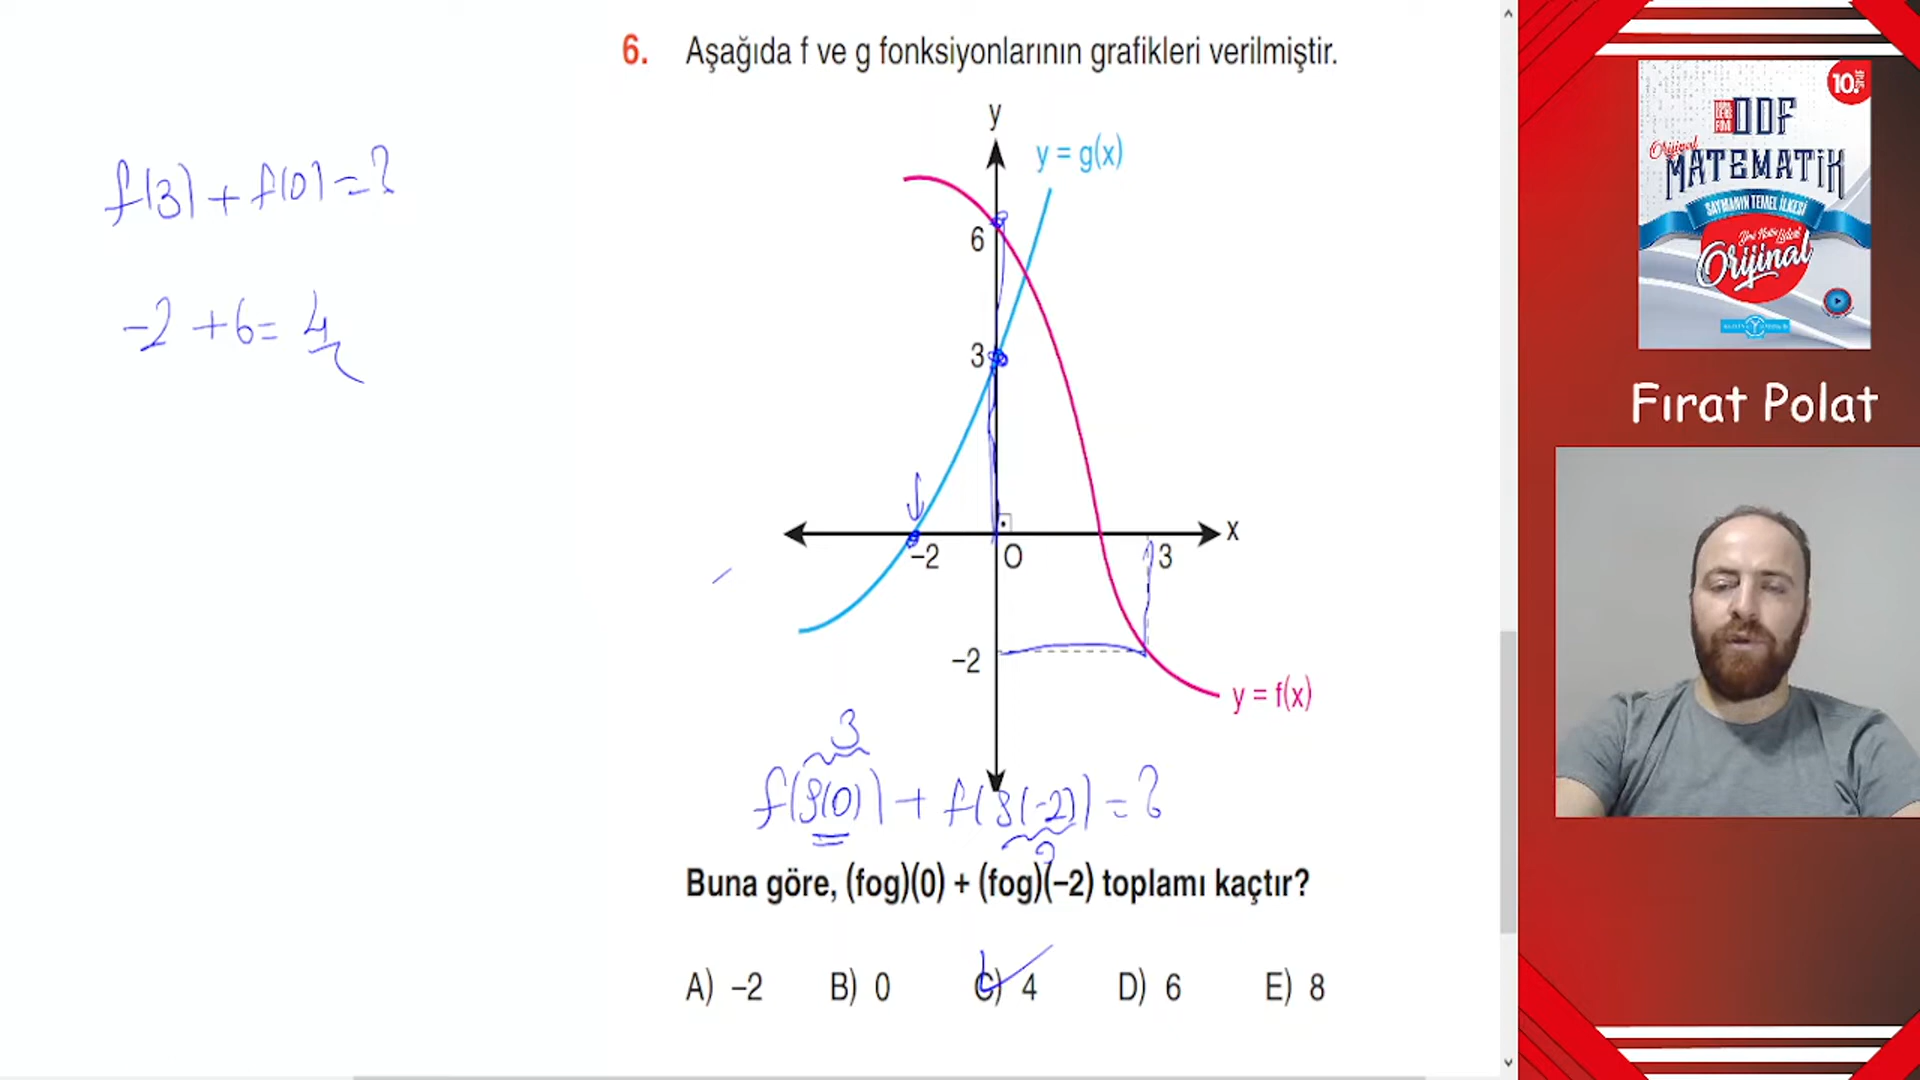 6. Aşağıda f ve g fonksiyonlarının grafikleri verilmiştir.
f(3) + f(0) = ?
-2 + 6 = 4
y
y = g(x)
6
3
x
-2
O
3
-2
y = f(x)
3
f(g(0)) + f(g(-2)) = ?
Buna göre, (fog)(0) + (fog)(–2) toplamı kaçtır?
A) –2 B) 0 C) 4 D) 6 E) 8
10.
ODF
Orijinal
MATEMATİK
SAYMANIN TEMEL İLKESİ
Orijinal
Fırat Polat